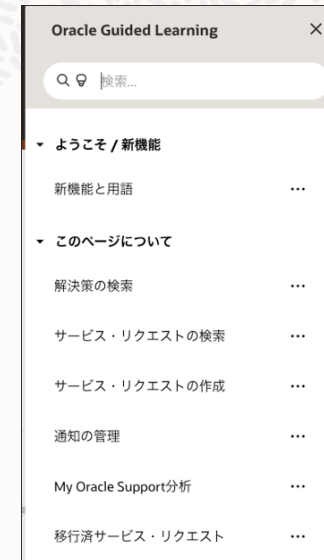 Oracle Guided Learning
検索...
ようこそ / 新機能
新機能と用語
このページについて
解決策の検索
サービス・リクエストの検索
サービス・リクエストの作成
通知の管理
My Oracle Support分析
移行済サービス・リクエスト